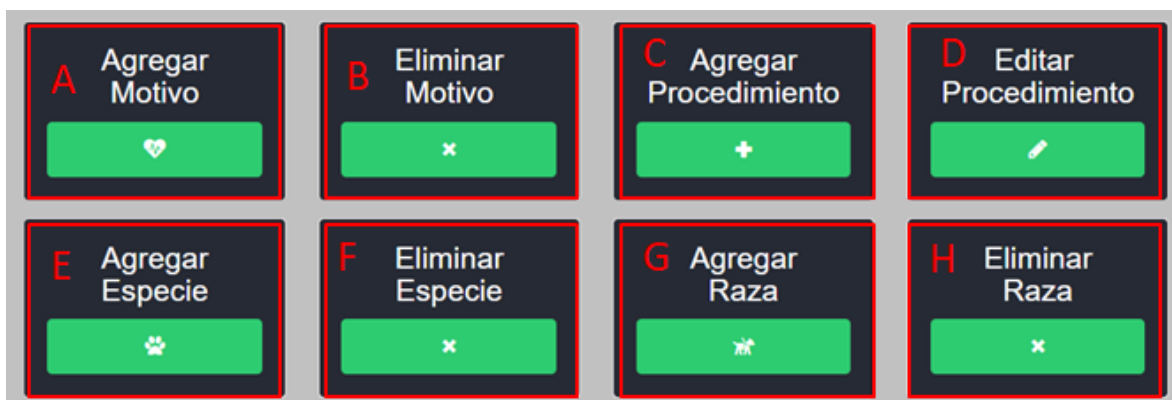 A Agregar
Motivo
B Eliminar
Motivo
C Agregar
Procedimiento
D Editar
Procedimiento
E Agregar
Especie
F Eliminar
Especie
G Agregar
Raza
H Eliminar
Raza